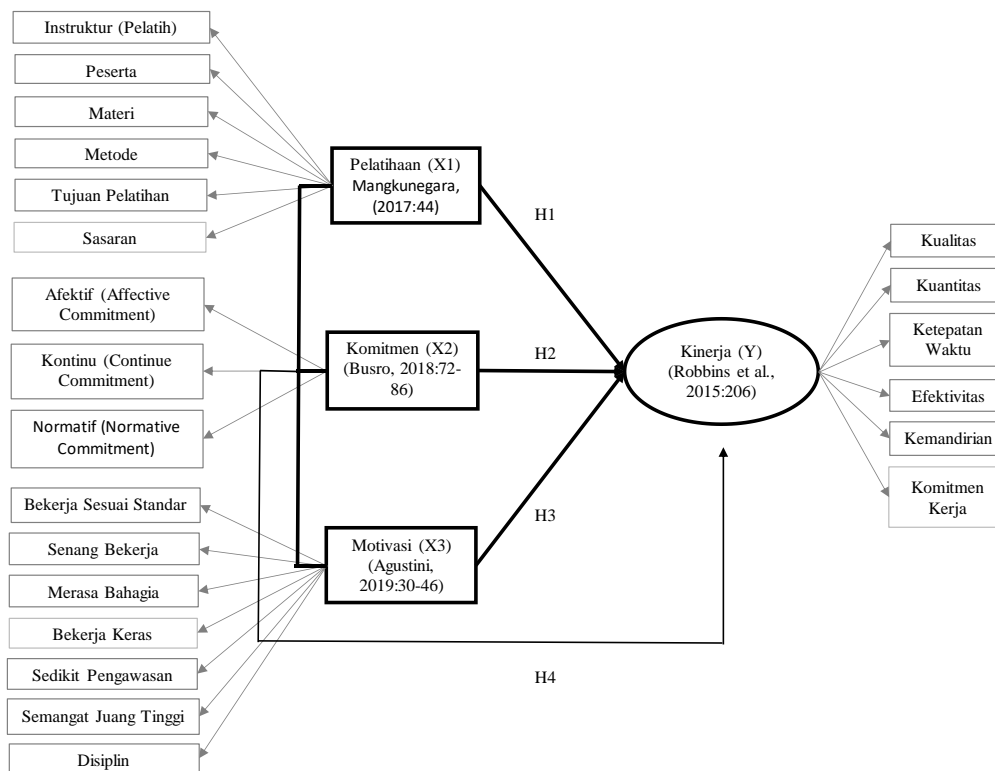 Instruktur (Pelatih)
Peserta
Materi
Metode
Tujuan Pelatihan
Sasaran
Afektif (Affective
Commitment)
Kontinu (Continue
Commitment)
Normatif (Normative
Commitment)
Bekerja Sesuai Standar
Senang Bekerja
Merasa Bahagia
Bekerja Keras
Sedikit Pengawasan
Semangat Juang Tinggi
Disiplin
Pelatihaan (X1)
Mangkunegara,
(2017:44)
Komitmen (X2)
(Busro, 2018:72-
86)
Motivasi (X3)
(Agustini,
2019:30-46)
H1
H2
H3
H4
Kinerja (Y)
(Robbins et al.,
2015:206)
Kualitas
Kuantitas
Ketepatan
Waktu
Efektivitas
Kemandirian
Komitmen
Kerja